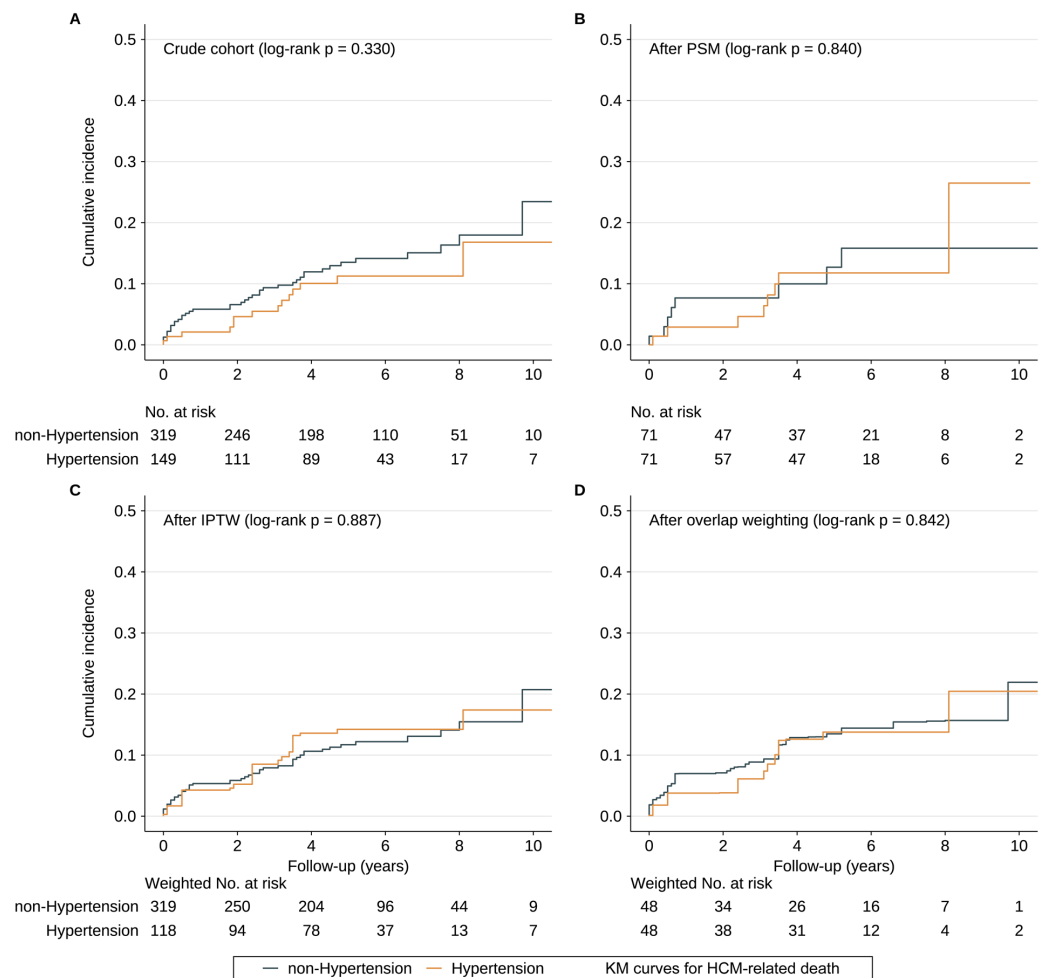 A
Crude cohort (log-rank p = 0.330)
Cumulative incidence
0.5
0.4
0.3
0.2
0.1
0.0
0 2 4 6 8 10
No. at risk
non-Hypertension 319 246 198 110 51 10
Hypertension 149 111 89 43 17 7
B
After PSM (log-rank p = 0.840)
0.5
0.4
0.3
0.2
0.1
0.0
0 2 4 6 8 10
No. at risk
71 47 37 21 8 2
71 57 47 18 6 2
C
After IPTW (log-rank p = 0.887)
Cumulative incidence
0.5
0.4
0.3
0.2
0.1
0.0
0 2 4 6 8 10
Follow-up (years)
Weighted No. at risk
non-Hypertension 319 250 204 96 44 9
Hypertension 118 94 78 37 13 7
D
After overlap weighting (log-rank p = 0.842)
0.5
0.4
0.3
0.2
0.1
0.0
0 2 4 6 8 10
Follow-up (years)
Weighted No. at risk
48 34 26 16 7 1
48 38 31 12 4 2
non-Hypertension Hypertension KM curves for HCM-related death